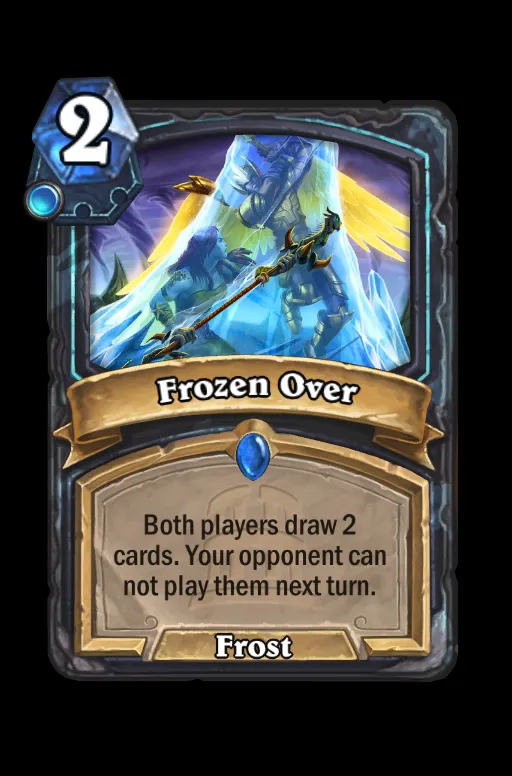 2
Frozen Over
Both players draw 2
cards. Your opponent can
not play them next turn.
Frost